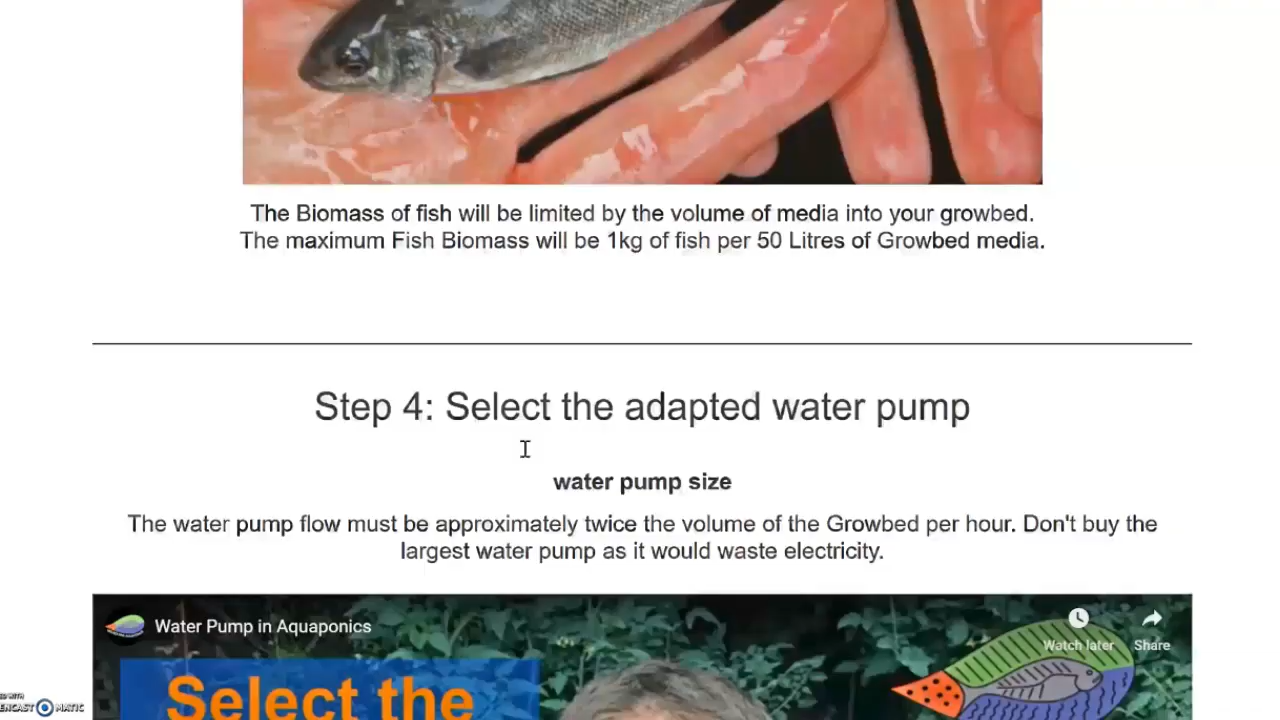 The Biomass of fish will be limited by the volume of media into your growbed.
The maximum Fish Biomass will be 1kg of fish per 50 Litres of Growbed media.
Step 4: Select the adapted water pump
water pump size
The water pump flow must be approximately twice the volume of the Growbed per hour. Don't buy the
largest water pump as it would waste electricity.
Water Pump in Aquaponics
Watch later
Share
Select the
MATIC